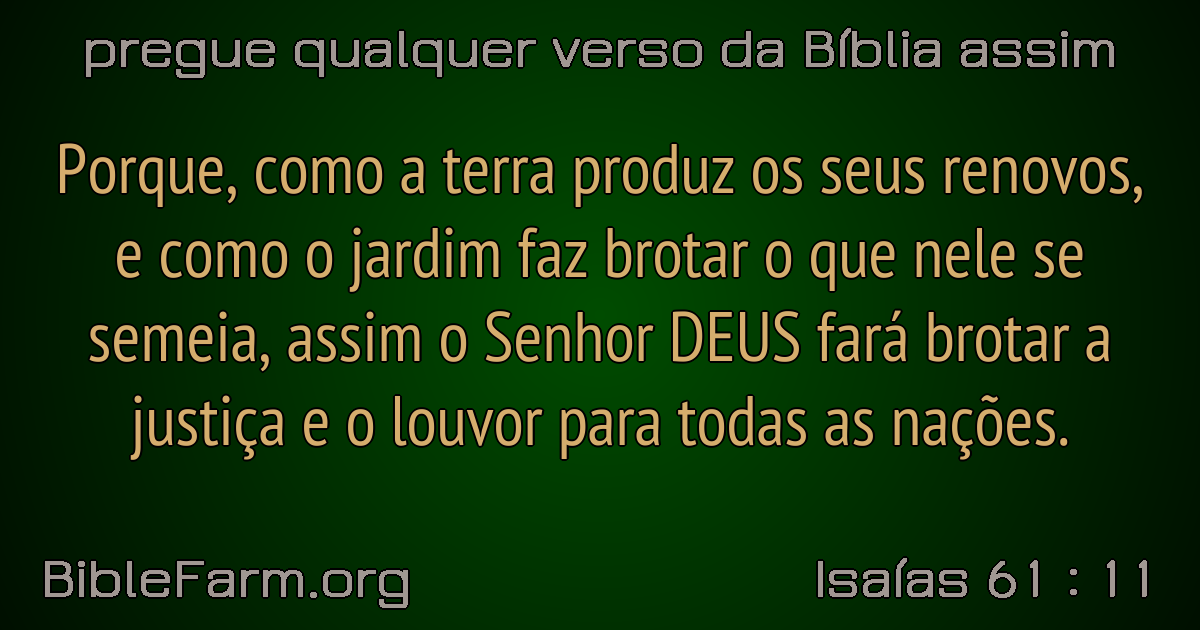 pregue qualquer verso da Bíblia assim
Porque, como a terra produz os seus renovos,
e como o jardim faz brotar o que nele se
semeia, assim o Senhor DEUS fará brotar a
justiça e o louvor para todas as nações.
BibleFarm.org
Isaías 61 : 11